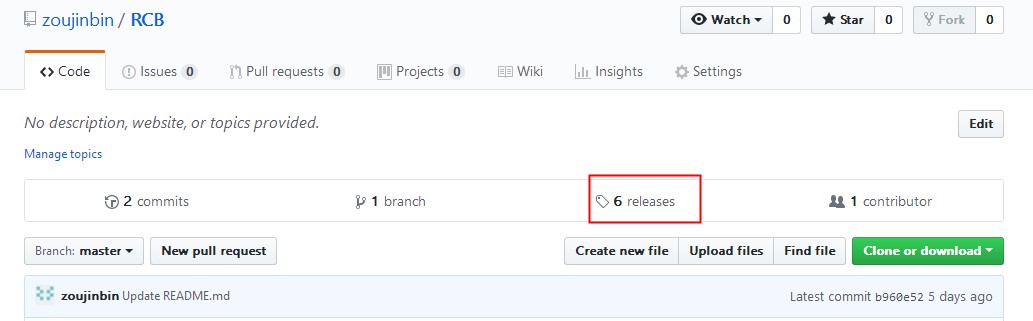 zoujinbin / RCB
Watch 0 Star 0 Fork 0
Code Issues 0 Pull requests 0 Projects 0 Wiki Insights Settings
No description, website, or topics provided. Edit
Manage topics
2 commits 1 branch 6 releases 1 contributor
Branch: master New pull request Create new file Upload files Find file Clone or download
zoujinbin Update README.md Latest commit b960e52 5 days ago